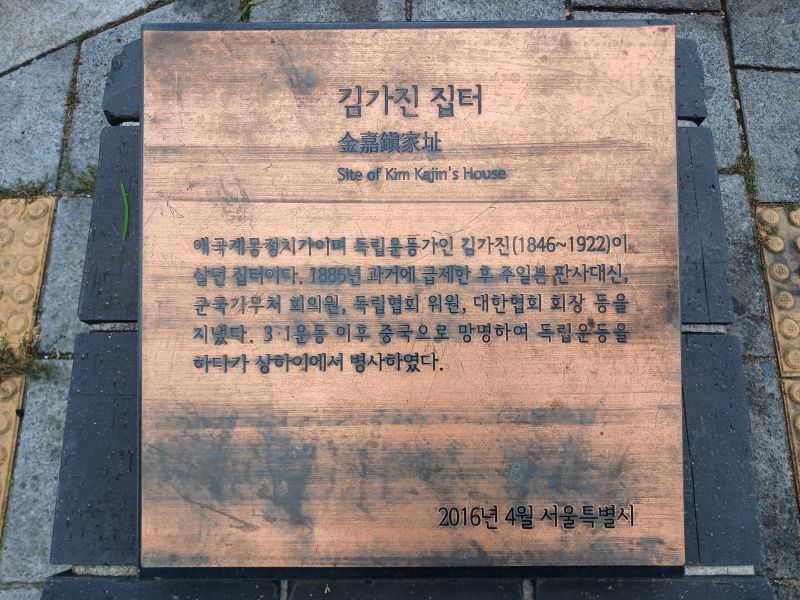 김가진 집터
金嘉鎭家址
Site of Kim Kajin's House
애국계몽정치가이며 독립운동가인 김가진(1846~1922)이
살던 집터이다. 1886년 과거에 급제한 후 주일본 판사대신,
군국기무처 회의원, 독립협회 위원, 대한협회 회장 등을
지냈다. 3·1운동 이후 중국으로 망명하여 독립운동을
하다가 상하이에서 병사하였다.
2016년 4월 서울특별시